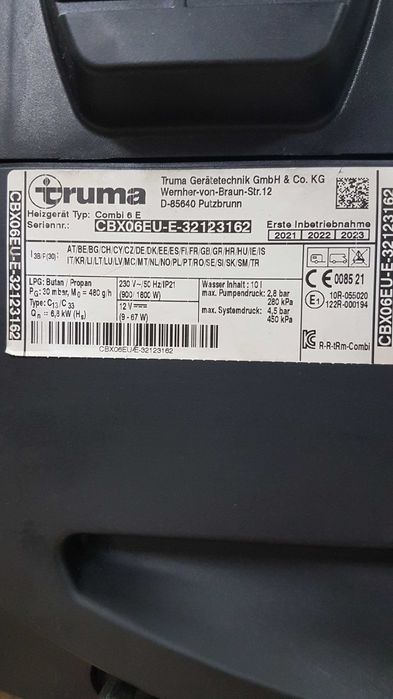 truma
Truma Gerätetechnik GmbH & Co. KG
Wernher-von-Braun-Str.12
D-85640 Putzbrunn
Heizgerät Typ: Combi 6 E
Seriennr.: CBX06EU-E-32123162
Erste Inbetriebnahme
2021 2022 2023
I 3B/P(30)
AT/BE/BG/CH/CY/CZ/DE/DK/EE/ES/FI/FR/GB/GR/HR/HU/IE/IS
IT/KR/LI/LT/LU/LV/MC/MT/NL/NO/PL/PT/RO/SE/SI/SK/SM/TR
LPG: Butan / Propan
PG: 30 mbar, M0 = 480 g/h
Type: C13 / C33
Qn = 6,8 kW (Hs)
230 V~/50 Hz/IP21
(900/1800 W)
12 V
(9 - 67 W)
Wasser Inhalt: 10 l
max. Pumpendruck: 2,8 bar
280 kPa
max. Systemdruck: 4,5 bar
450 kPa
CE 0085 21
E1 10R-055020
122R-000194
R-R-tRm-Combi
CBX06EU-E-32123162
CBX06EU-E-32123162
CBX06EU-E-32123162